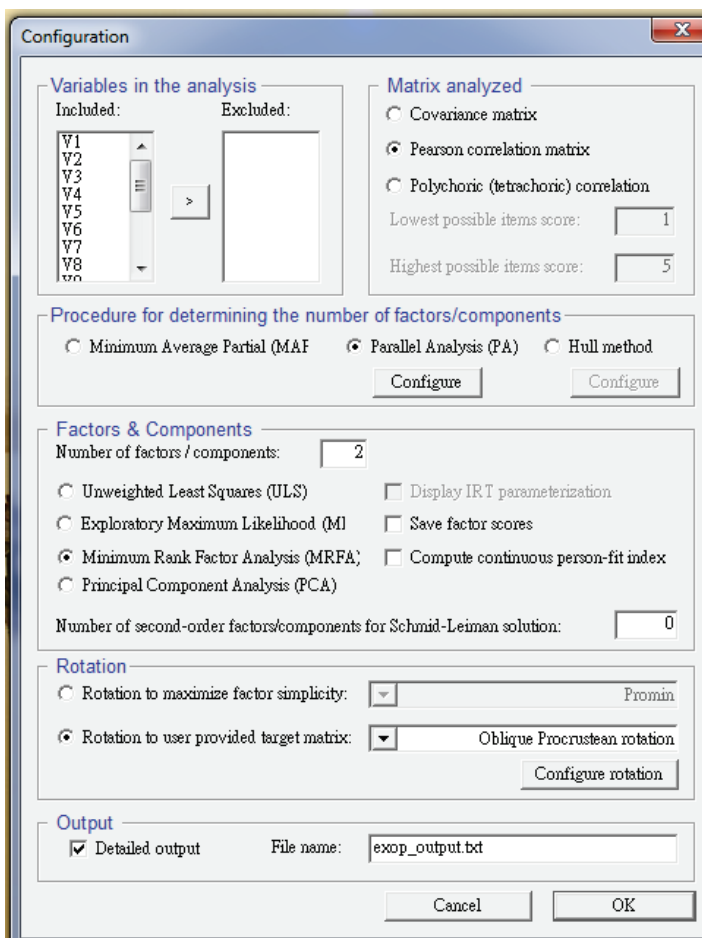 Configuration
Variables in the analysis
Included:
Excluded:
V1
V2
V3
V4
V5
V6
V7
V8
>
Matrix analyzed
Covariance matrix
Pearson correlation matrix
Polychoric (tetrachoric) correlation
Lowest possible items score: 1
Highest possible items score: 5
Procedure for determining the number of factors/components
Minimum Average Partial (MAP
Parallel Analysis (PA)
Hull method
Configure
Configure
Factors & Components
Number of factors / components: 2
Unweighted Least Squares (ULS)
Display IRT parameterization
Exploratory Maximum Likelihood (Ml
Save factor scores
Minimum Rank Factor Analysis (MRFA)
Compute continuous person-fit index
Principal Component Analysis (PCA)
Number of second-order factors/components for Schmid-Leiman solution: 0
Rotation
Rotation to maximize factor simplicity: Promin
Rotation to user provided target matrix: Oblique Procrustean rotation
Configure rotation
Output
Detailed output
File name: exop_output.txt
Cancel
OK